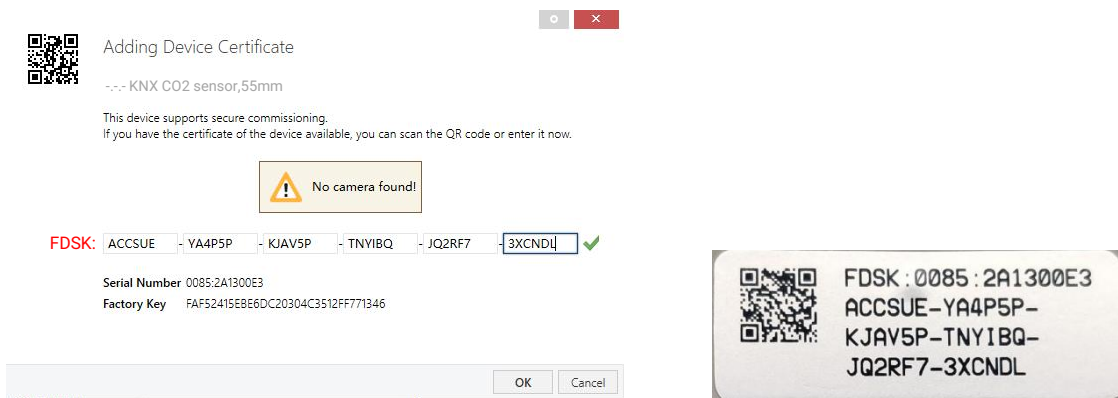 Adding Device Certificate
-.-.- KNX CO2 sensor,55mm
This device supports secure commissioning.
If you have the certificate of the device available, you can scan the QR code or enter it now.
No camera found!
FDSK: ACCSUE - YA4P5P - KJAV5P - TNYIBQ - JQ2RF7 - 3XCNDL
Serial Number 0085:2A1300E3
Factory Key FAF52415EBE6DC20304C3512FF771346
OK Cancel
FDSK:0085:2A1300E3
ACCSUE-YA4P5P-
KJAV5P-TNYIBQ-
JQ2RF7-3XCNDL